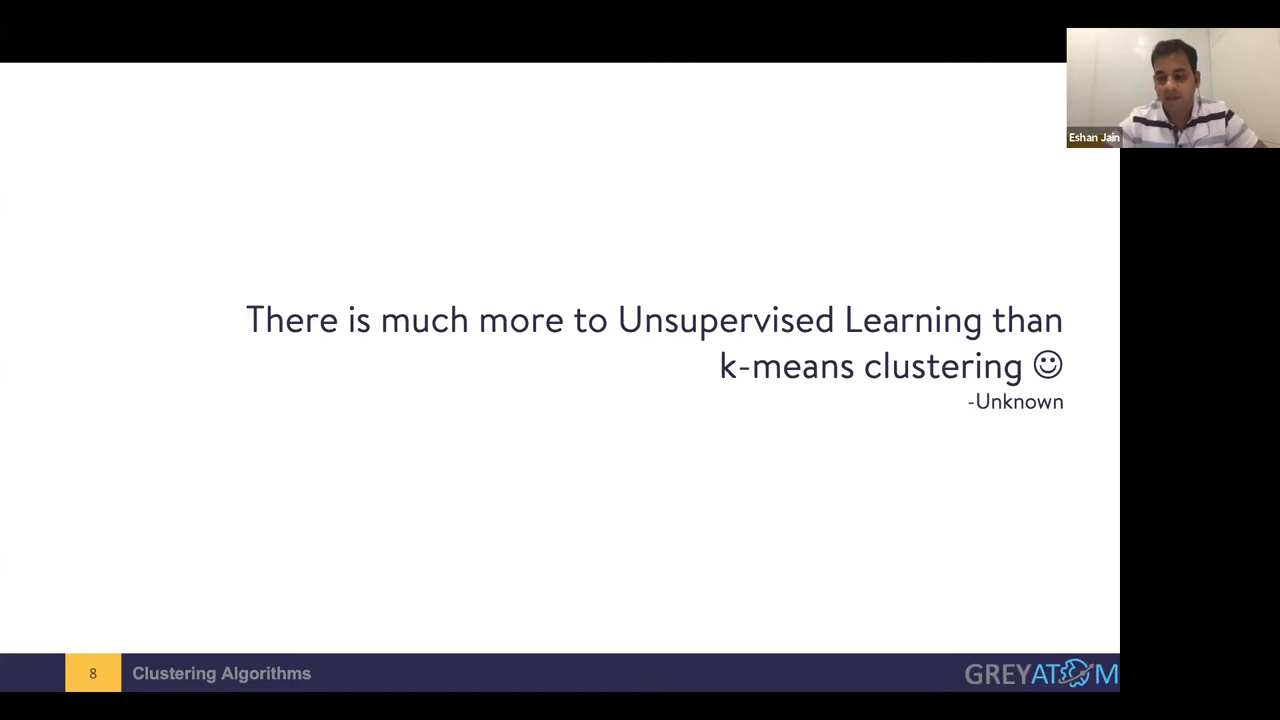 Eshan Jain
There is much more to Unsupervised Learning than
k-means clustering ☺
-Unknown
8
Clustering Algorithms
GREYATOM